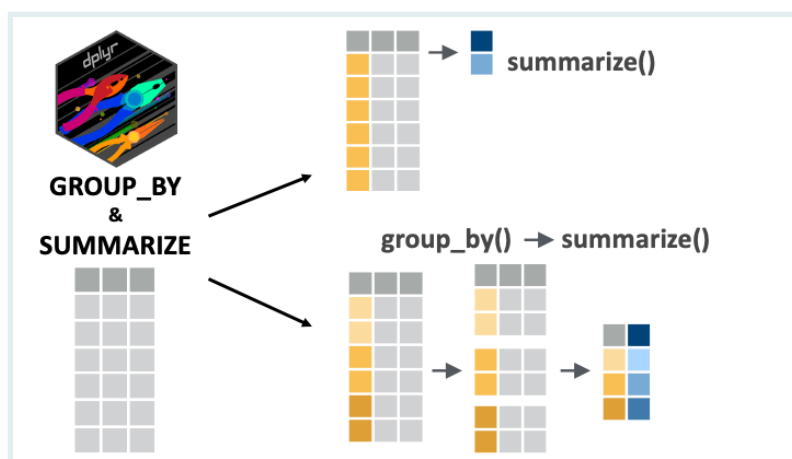 dplyr
GROUP_BY
&
SUMMARIZE
summarize()
group_by() → summarize()